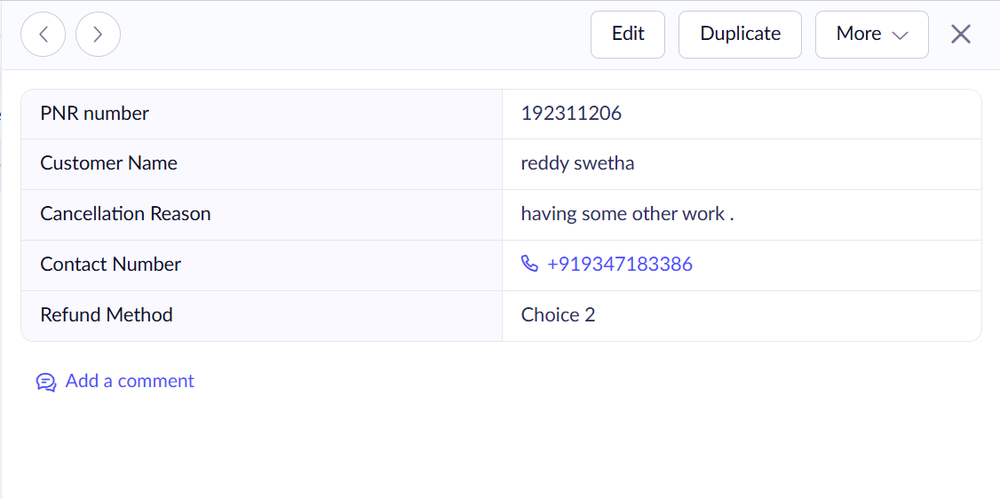 Edit Duplicate More
PNR number 192311206
Customer Name reddy swetha
Cancellation Reason having some other work .
Contact Number +919347183386
Refund Method Choice 2
Add a comment